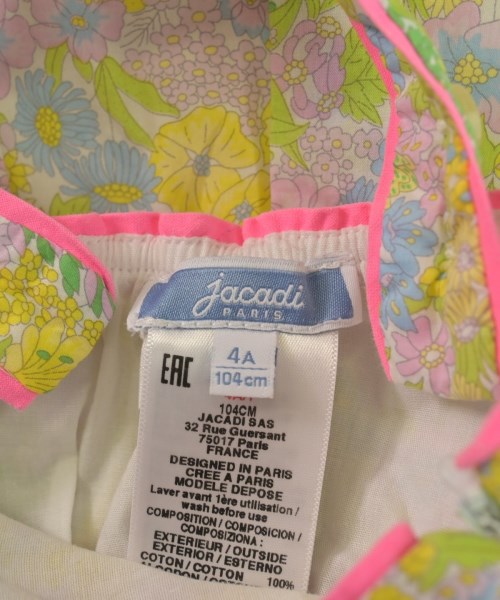 jacadi
PARIS
4A
104cm
EAC
104CM
JACADI SAS
32 Rue Guersant
75017 Paris
FRANCE
DESIGNED IN PARIS
CREE A PARIS
MODELE DEPOSE
Laver avant 1ère utilisation /
wash before use
COMPOSITION / COMPOSICION /
COMPOSIZIONE :
EXTERIEUR / OUTSIDE
EXTERIOR / ESTERNO
COTON / COTTON 100%
ALGODON / COTONE